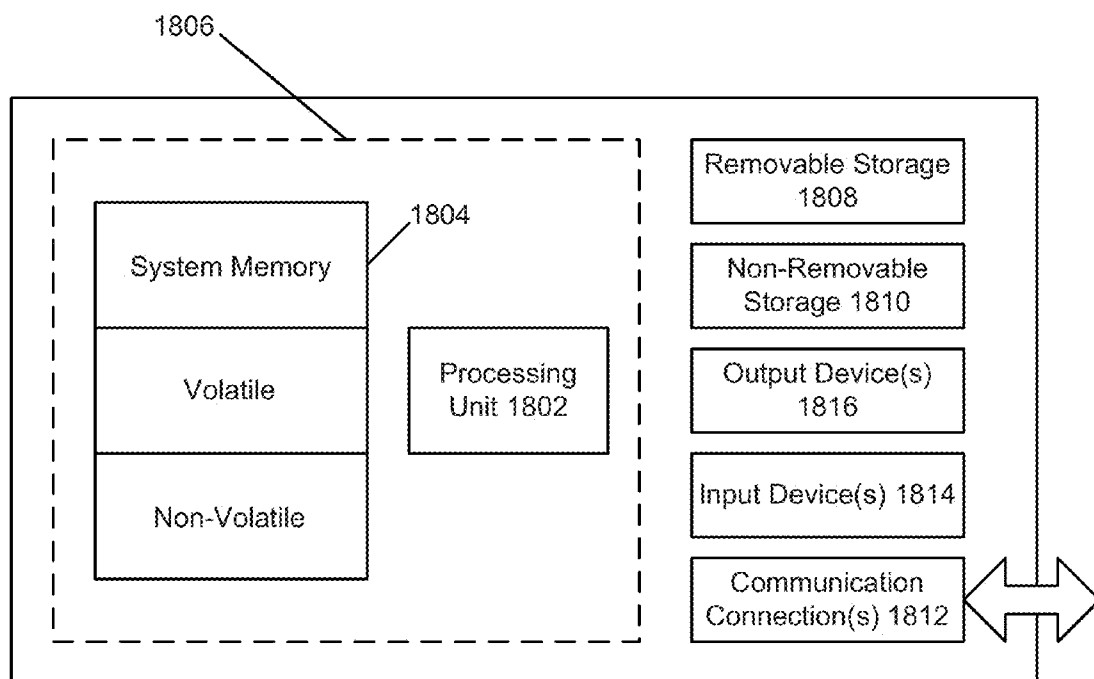 1806
1804
System Memory
Volatile
Non-Volatile
Processing
Unit 1802
Removable Storage
1808
Non-Removable
Storage 1810
Output Device(s)
1816
Input Device(s) 1814
Communication
Connection(s) 1812